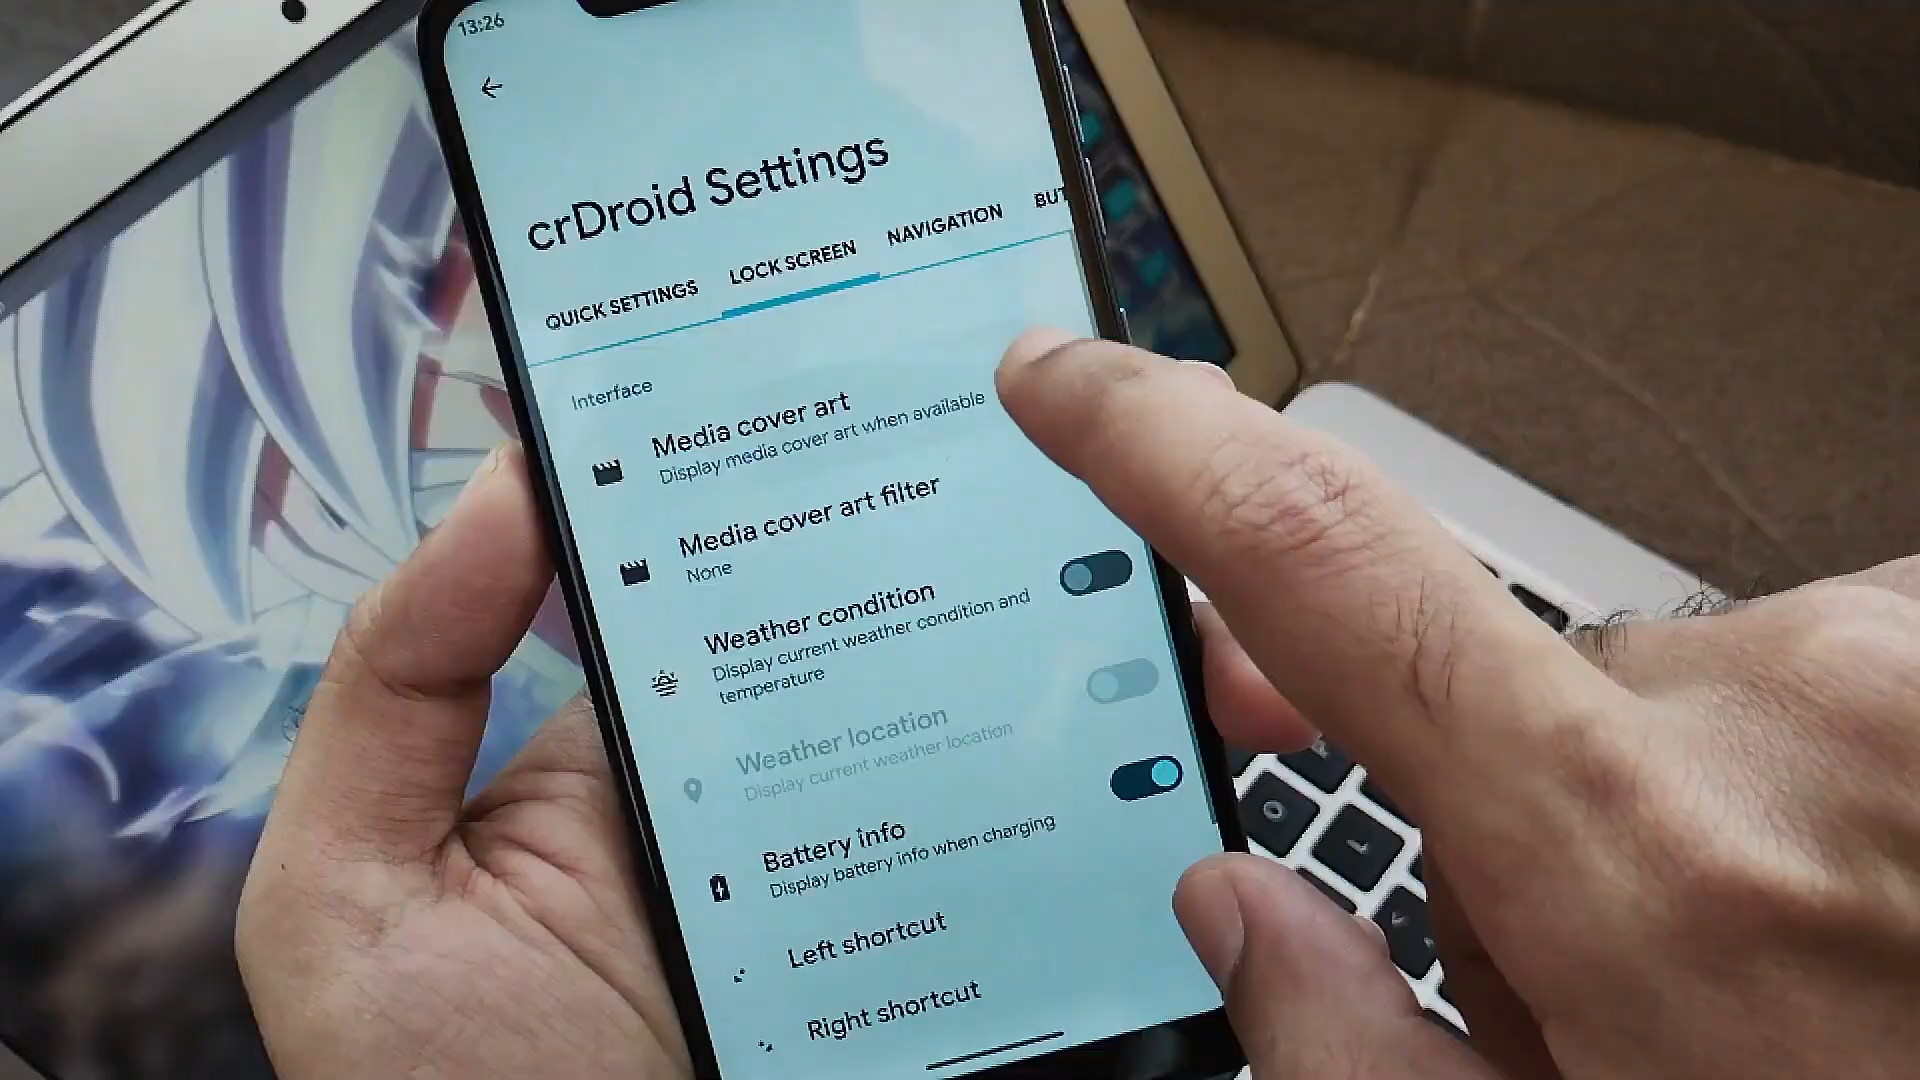 13:26
crDroid Settings
QUICK SETTINGS
LOCK SCREEN
NAVIGATION
BUT
Interface
Media cover art
Display media cover art when available
Media cover art filter
None
Weather condition
Display current weather condition and
temperature
Weather location
Display current weather location
Battery info
Display battery info when charging
Left shortcut
Right shortcut